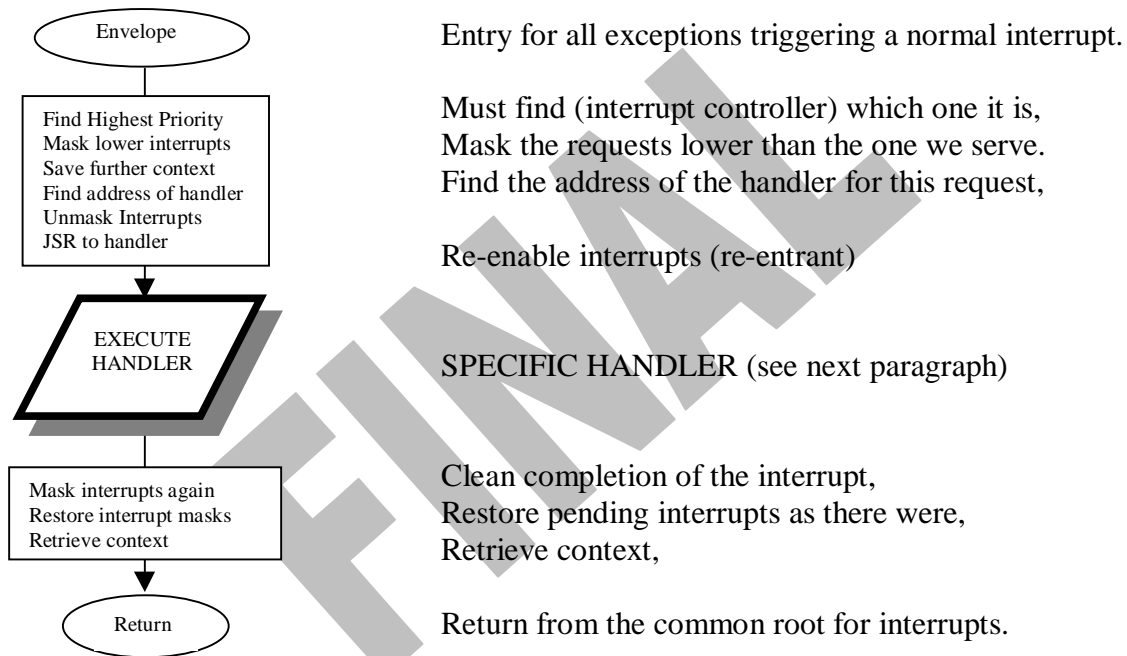 Envelope
Entry for all exceptions triggering a normal interrupt.
Find Highest Priority
Mask lower interrupts
Save further context
Find address of handler
Unmask Interrupts
JSR to handler
Must find (interrupt controller) which one it is,
Mask the requests lower than the one we serve.
Find the address of the handler for this request,
Re-enable interrupts (re-entrant)
EXECUTE
HANDLER
SPECIFIC HANDLER (see next paragraph)
Mask interrupts again
Restore interrupt masks
Retrieve context
Clean completion of the interrupt,
Restore pending interrupts as there were,
Retrieve context,
Return
Return from the common root for interrupts.
FINAL